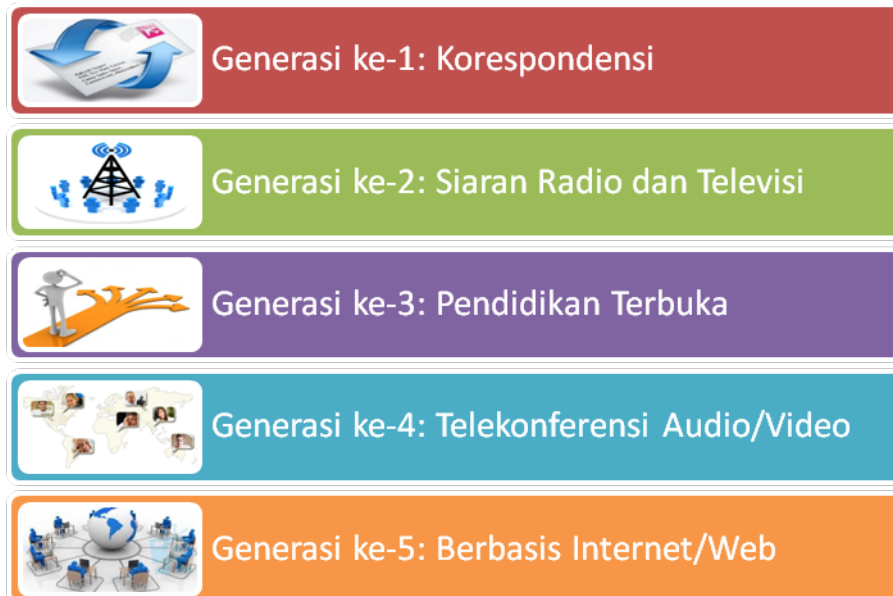 Generasi ke-1: Korespondensi
Generasi ke-2: Siaran Radio dan Televisi
Generasi ke-3: Pendidikan Terbuka
Generasi ke-4: Telekonferensi Audio/Video
Generasi ke-5: Berbasis Internet/Web